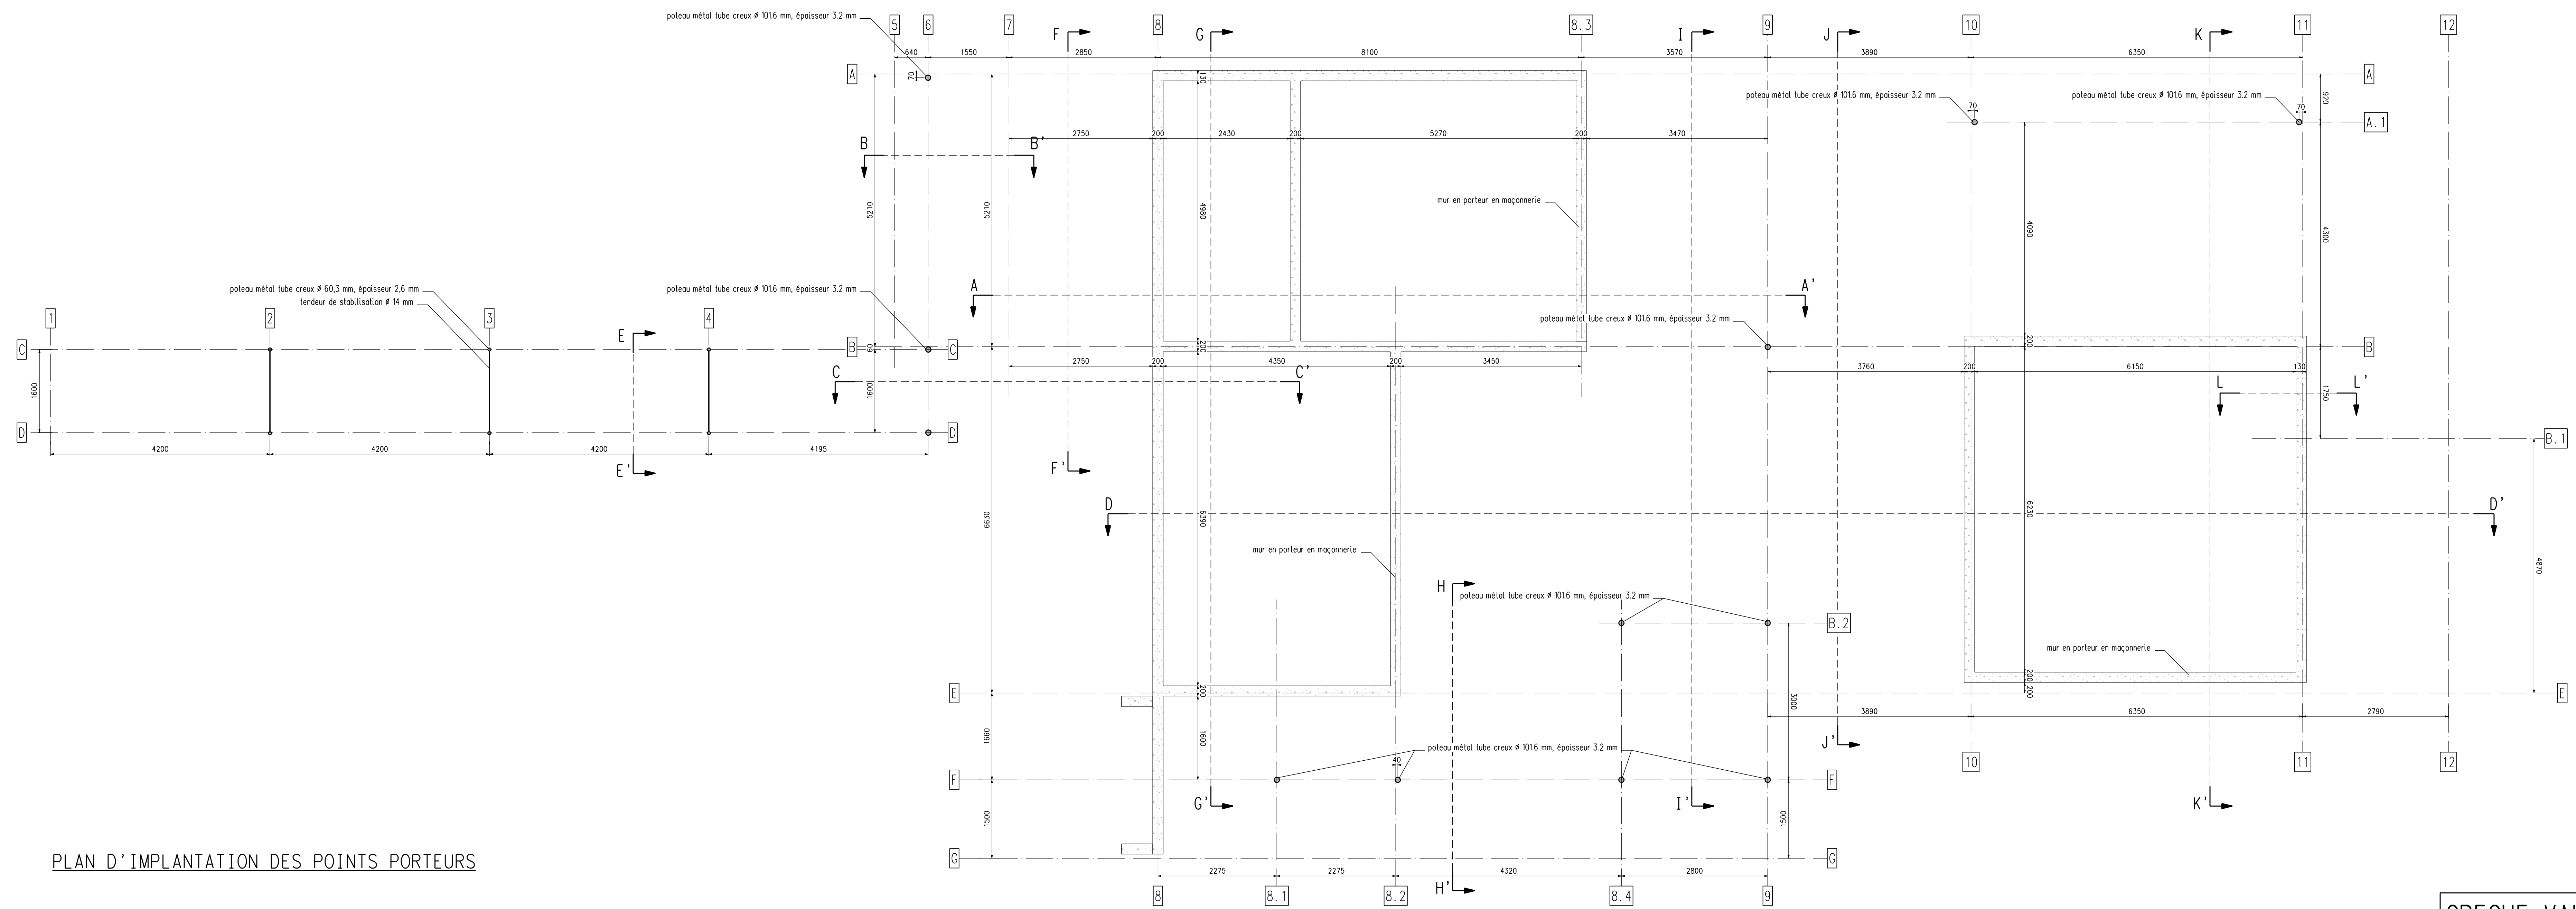 poteau métal tube creux Ø 101.6 mm, épaisseur 3.2 mm
5 6 7 F 8 G 8.3 I 9 J 10 K 11 12
640 1550 2850 8100 3570 3890 6350
A 70 130 A
920
poteau métal tube creux Ø 101.6 mm, épaisseur 3.2 mm
poteau métal tube creux Ø 101.6 mm, épaisseur 3.2 mm
70 70
A.1
2750 200 2430 200 5270 200 3470
B B'
5210 5210 4980 4090 4300
mur en porteur en maçonnerie
A A'
poteau métal tube creux Ø 60,3 mm, épaisseur 2,6 mm
poteau métal tube creux Ø 101.6 mm, épaisseur 3.2 mm
tendeur de stabilisation Ø 14 mm
1 2 3 4
poteau métal tube creux Ø 101.6 mm, épaisseur 3.2 mm
E
C B 60 C 200 200 B
2750 200 4350 200 3450
3760 200 6150 130
C C'
L L'
1600 1600 1750
D D
B.1
4200 4200 4200 4195
E' F'
D D'
6630 6390 6230 4870
mur en porteur en maçonnerie
H
poteau métal tube creux Ø 101.6 mm, épaisseur 3.2 mm
B.2
mur en porteur en maçonnerie
200
E 200 200 E
3000
3890 6350 2790
1660 1600
J'
poteau métal tube creux Ø 101.6 mm, épaisseur 3.2 mm
40
10 11 12
F F
G' I' K'
1500 1500
PLAN D'IMPLANTATION DES POINTS PORTEURS
G G
2275 2275 4320 2800
H'
8 8.1 8.2 8.4 9